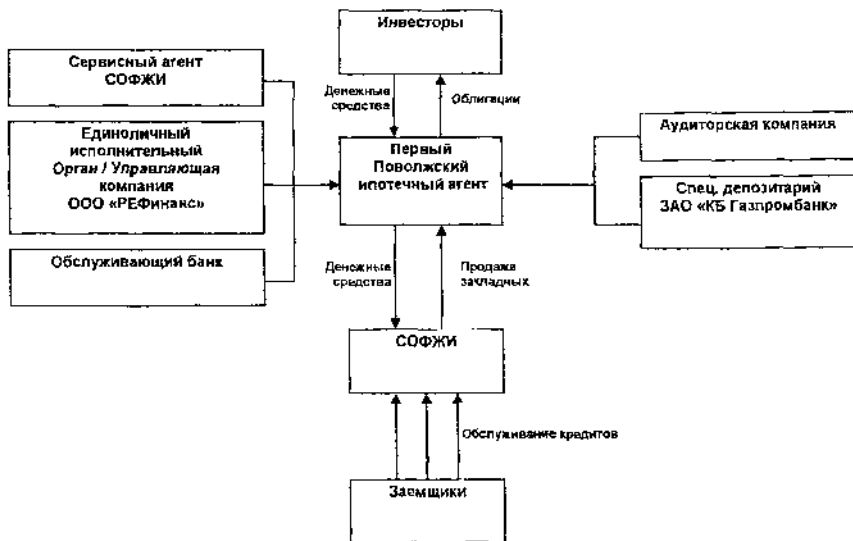 Инвесторы
Сервисный агент
СОФЖИ
Денежные
средства
Облигации
Единоличный
исполнительный
Орган / Управляющая
компания
ООО «РЕФинанс»
Первый
Поволжский
ипотечный агент
Аудиторская компания
Спец. депозитарий
ЗАО «КБ Газпромбанк»
Обслуживающий банк
Денежные
средства
Продажа
закладных
СОФЖИ
Обслуживание кредитов
Заемщики